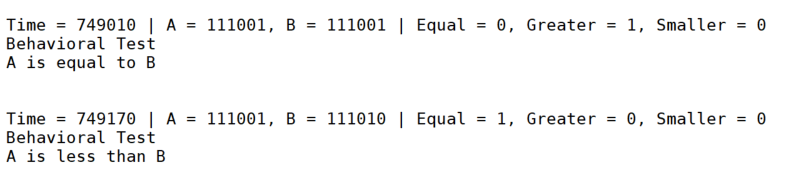 Time = 749010 | A = 111001, B = 111001 | Equal = 0, Greater = 1, Smaller = 0
Behavioral Test
A is equal to B
Time = 749170 | A = 111001, B = 111010 | Equal = 1, Greater = 0, Smaller = 0
Behavioral Test
A is less than B